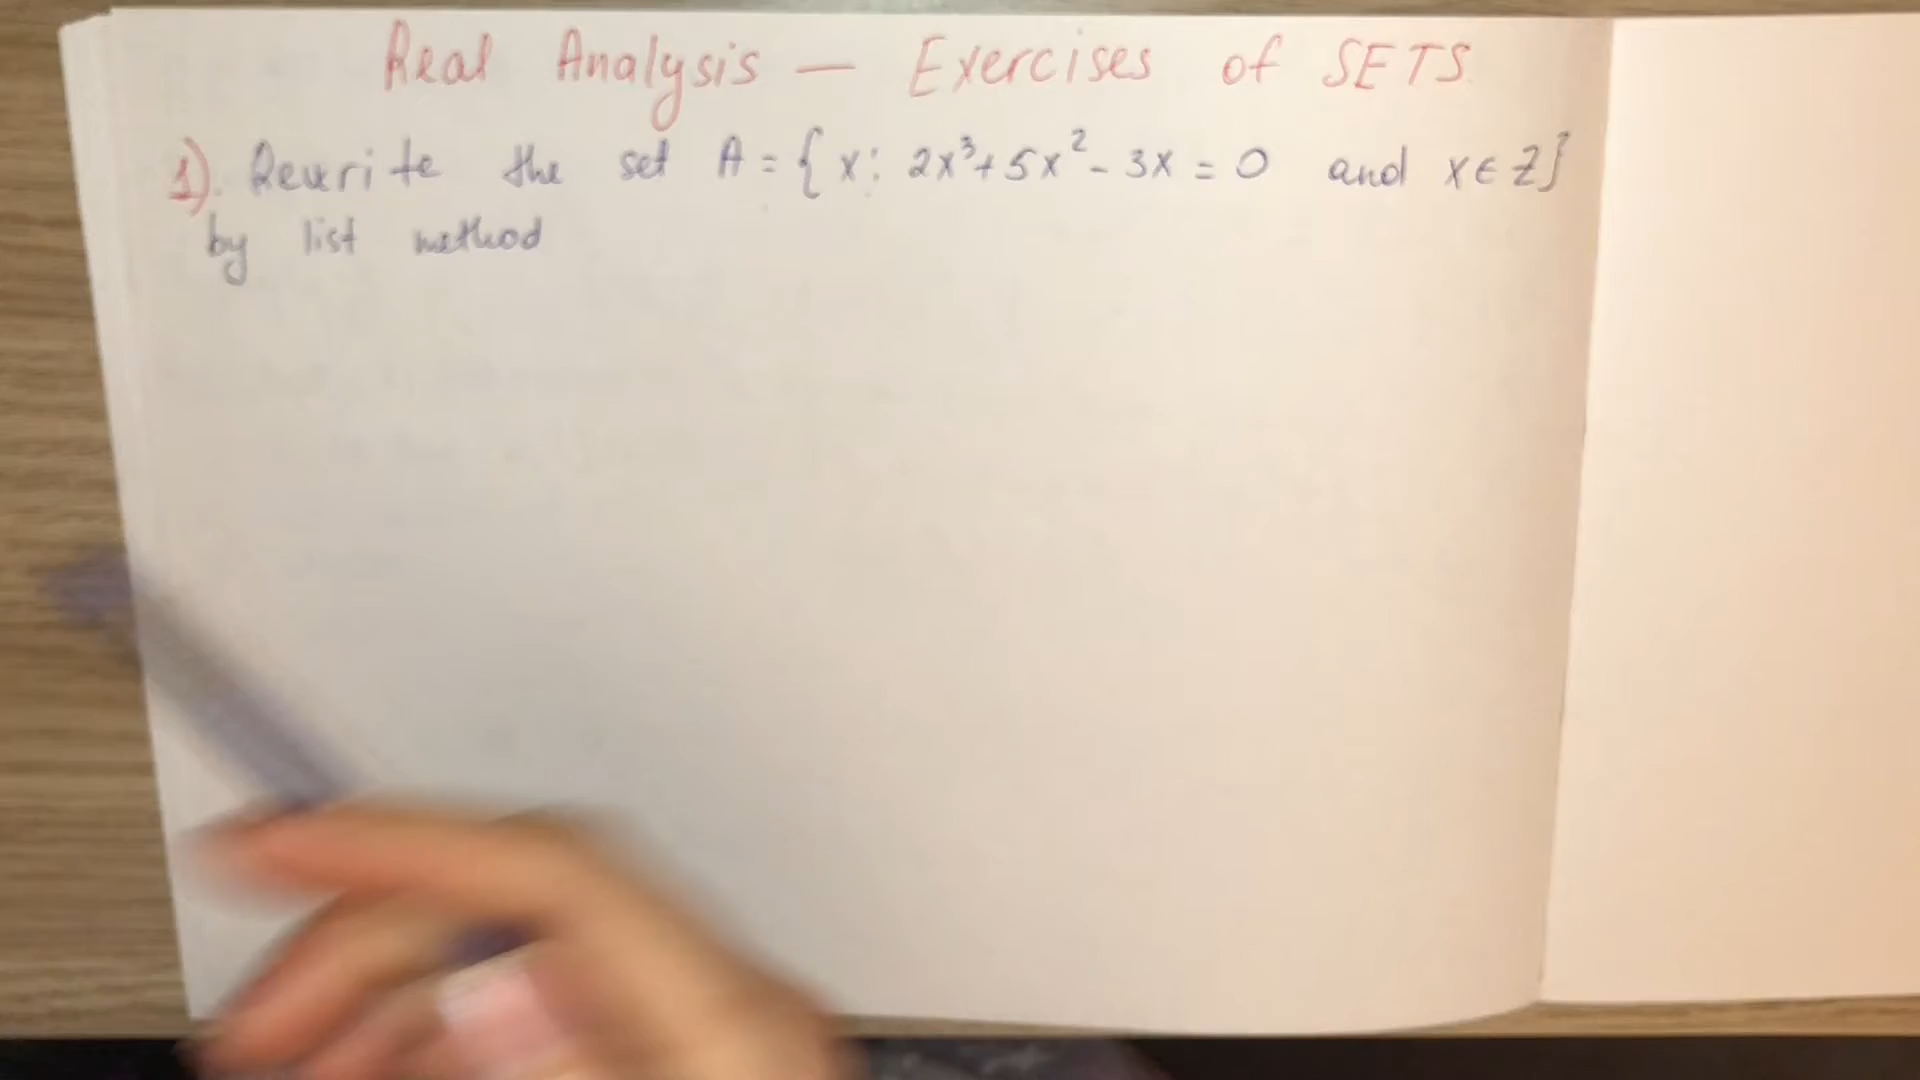 Real Analysis — Exercises of SETS
1). Rewrite the set A = { x : 2x³ + 5x² - 3x = 0 and x ∈ Z }
by list method